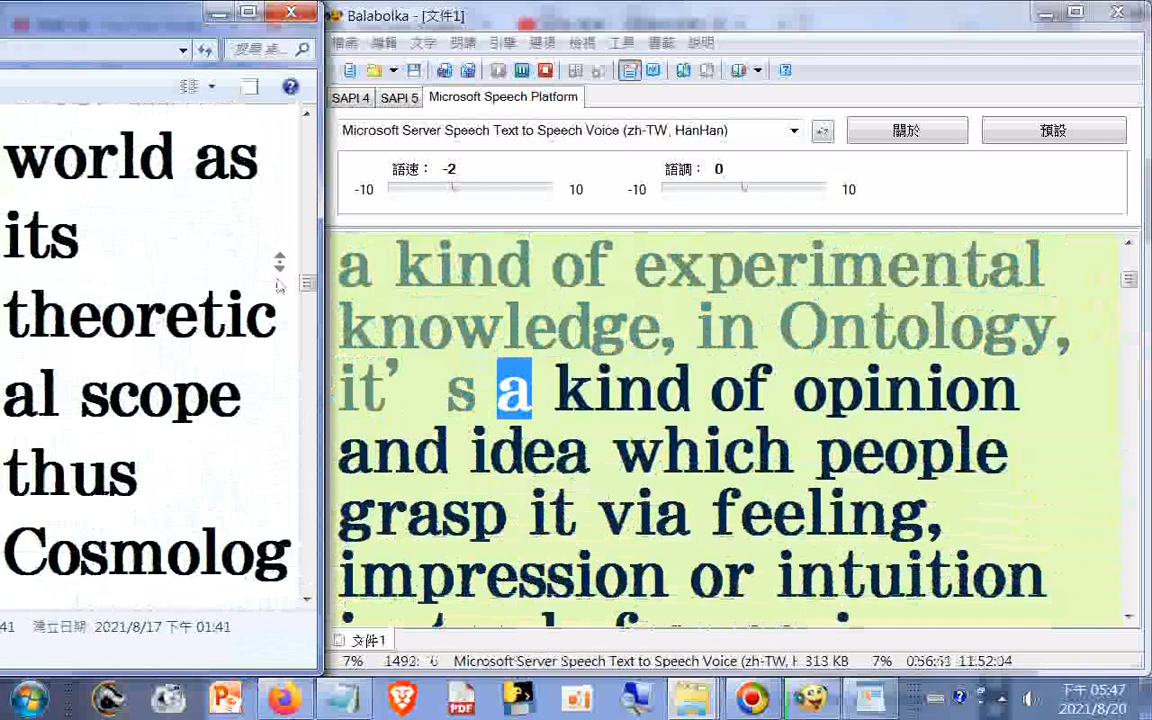 Balabolka - [文件1]
檔案 編輯 文字 朗讀 引擎 選項 檢視 工具 書籤 說明
SAPI 4 SAPI 5 Microsoft Speech Platform
Microsoft Server Speech Text to Speech Voice (zh-TW, HanHan)
關於
預設
語速: -2
語調: 0
-10
10
-10
10
world as
its
theoretic
al scope
thus
Cosmolog
a kind of experimental
knowledge, in Ontology,
it’ s a kind of opinion
and idea which people
grasp it via feeling,
impression or intuition
文件1
41 建立日期: 2021/8/17 下午 01:41
7% Microsoft Server Speech Text to Speech Voice (zh-TW, H 313 KB 7% 0:56:51 11:52:04
下午 05:47
2021/8/20